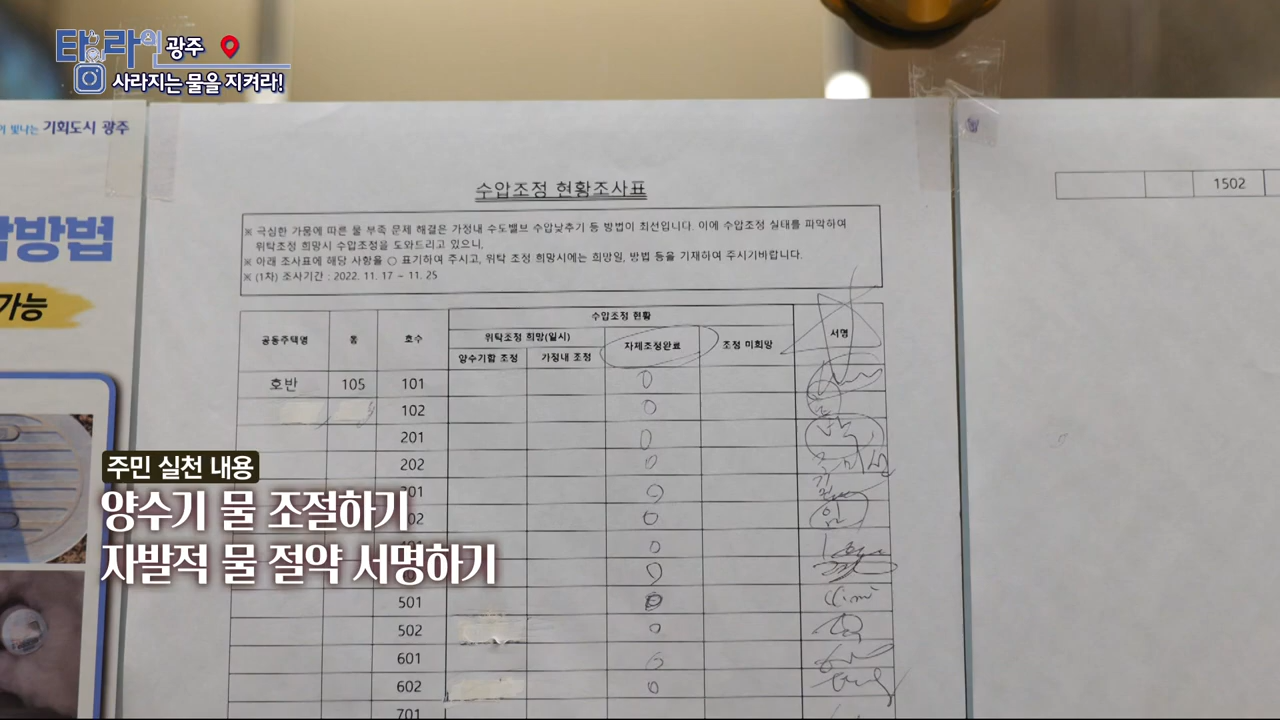 타라의 광주
사라지는 물을 지켜라!
빛나는 기회도시 광주
방법
가능
수압조정 현황조사표
※ 극심한 가뭄에 따른 물 부족 문제 해결은 가정내 수도밸브 수압낮추기 등 방법이 최선입니다. 이에 수압조정 실태를 파악하여
위탁조정 희망시 수압조정을 도와드리고 있으니,
※ 아래 조사표에 해당 사항을 ○ 표기하여 주시고, 위탁 조정 희망시에는 희망일, 방법 등을 기재하여 주시기바랍니다.
※ (1차) 조사기간 : 2022. 11. 17 ~ 11. 25
공동주택명 동 호수 수압조정 현황 서명
위탁조정 희망(일시) 자체조정완료 조정 미희망
양수기함 조정 가정내 조정
호반 105 101
102
201
202
501
502
601
602
701
1502
주민 실천 내용
양수기 물 조절하기
자발적 물 절약 서명하기